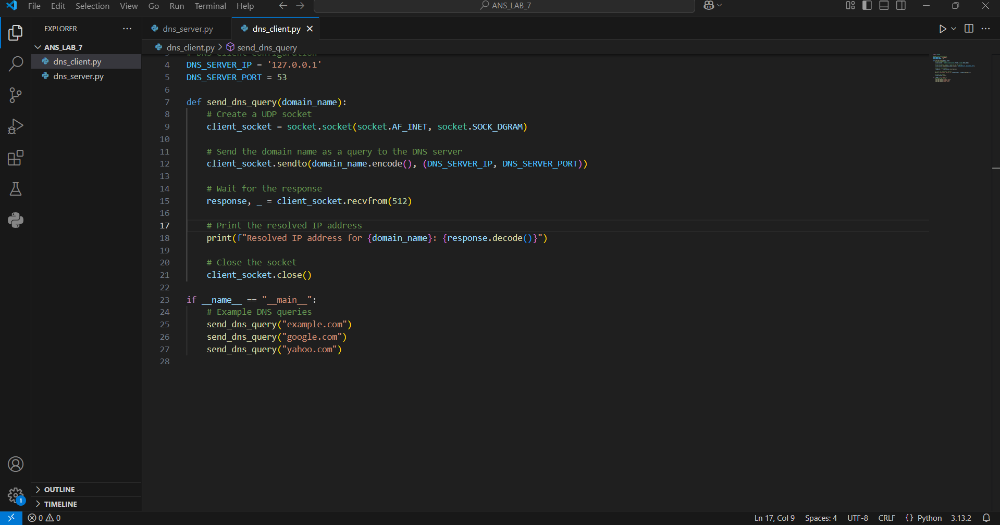 File Edit Selection View Go Run Terminal Help
ANS_LAB_7
EXPLORER
ANS_LAB_7
dns_client.py
dns_server.py
dns_server.py
dns_client.py
dns_client.py > send_dns_query
3 # DNS client configuration
4 DNS_SERVER_IP = '127.0.0.1'
5 DNS_SERVER_PORT = 53
6
7 def send_dns_query(domain_name):
8     # Create a UDP socket
9     client_socket = socket.socket(socket.AF_INET, socket.SOCK_DGRAM)
10
11     # Send the domain name as a query to the DNS server
12     client_socket.sendto(domain_name.encode(), (DNS_SERVER_IP, DNS_SERVER_PORT))
13
14     # Wait for the response
15     response, _ = client_socket.recvfrom(512)
16
17     # Print the resolved IP address
18     print(f"Resolved IP address for {domain_name}: {response.decode()}")
19
20     # Close the socket
21     client_socket.close()
22
23 if __name__ == "__main__":
24     # Example DNS queries
25     send_dns_query("example.com")
26     send_dns_query("google.com")
27     send_dns_query("yahoo.com")
28
OUTLINE
TIMELINE
1
0 0
Ln 17, Col 9 Spaces: 4 UTF-8 CRLF {} Python 3.13.2